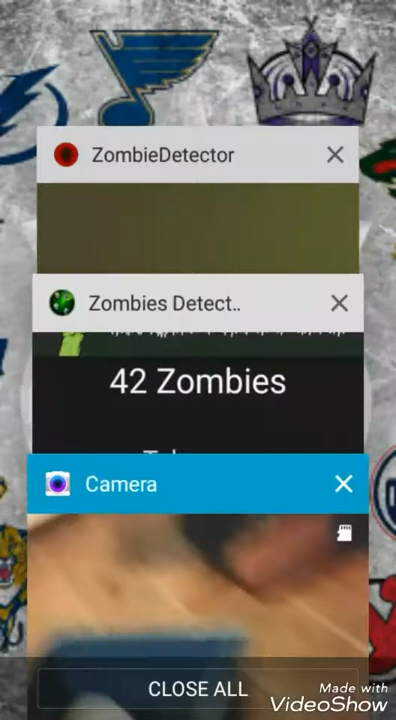 ZombieDetector
Zombies Detect..
42 Zombies
Camera
CLOSE ALL
Made with
VideoShow